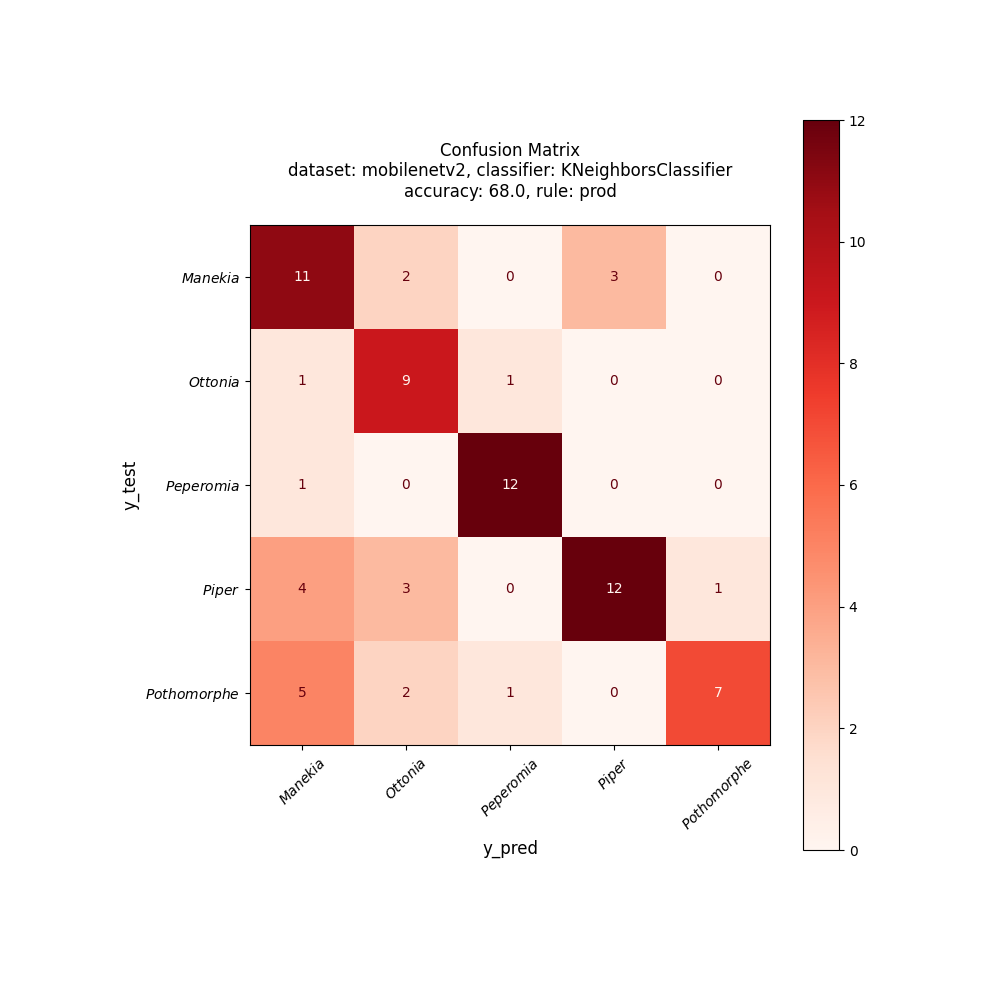 Confusion Matrix
dataset: mobilenetv2, classifier: KNeighborsClassifier
accuracy: 68.0, rule: prod
Manekia 11 2 0 3 0
Ottonia 1 9 1 0 0
Peperomia 1 0 12 0 0
Piper 4 3 0 12 1
Pothomorphe 5 2 1 0 7
Manekia Ottonia Peperomia Piper Pothomorphe
y_test
y_pred
12
10
8
6
4
2
0